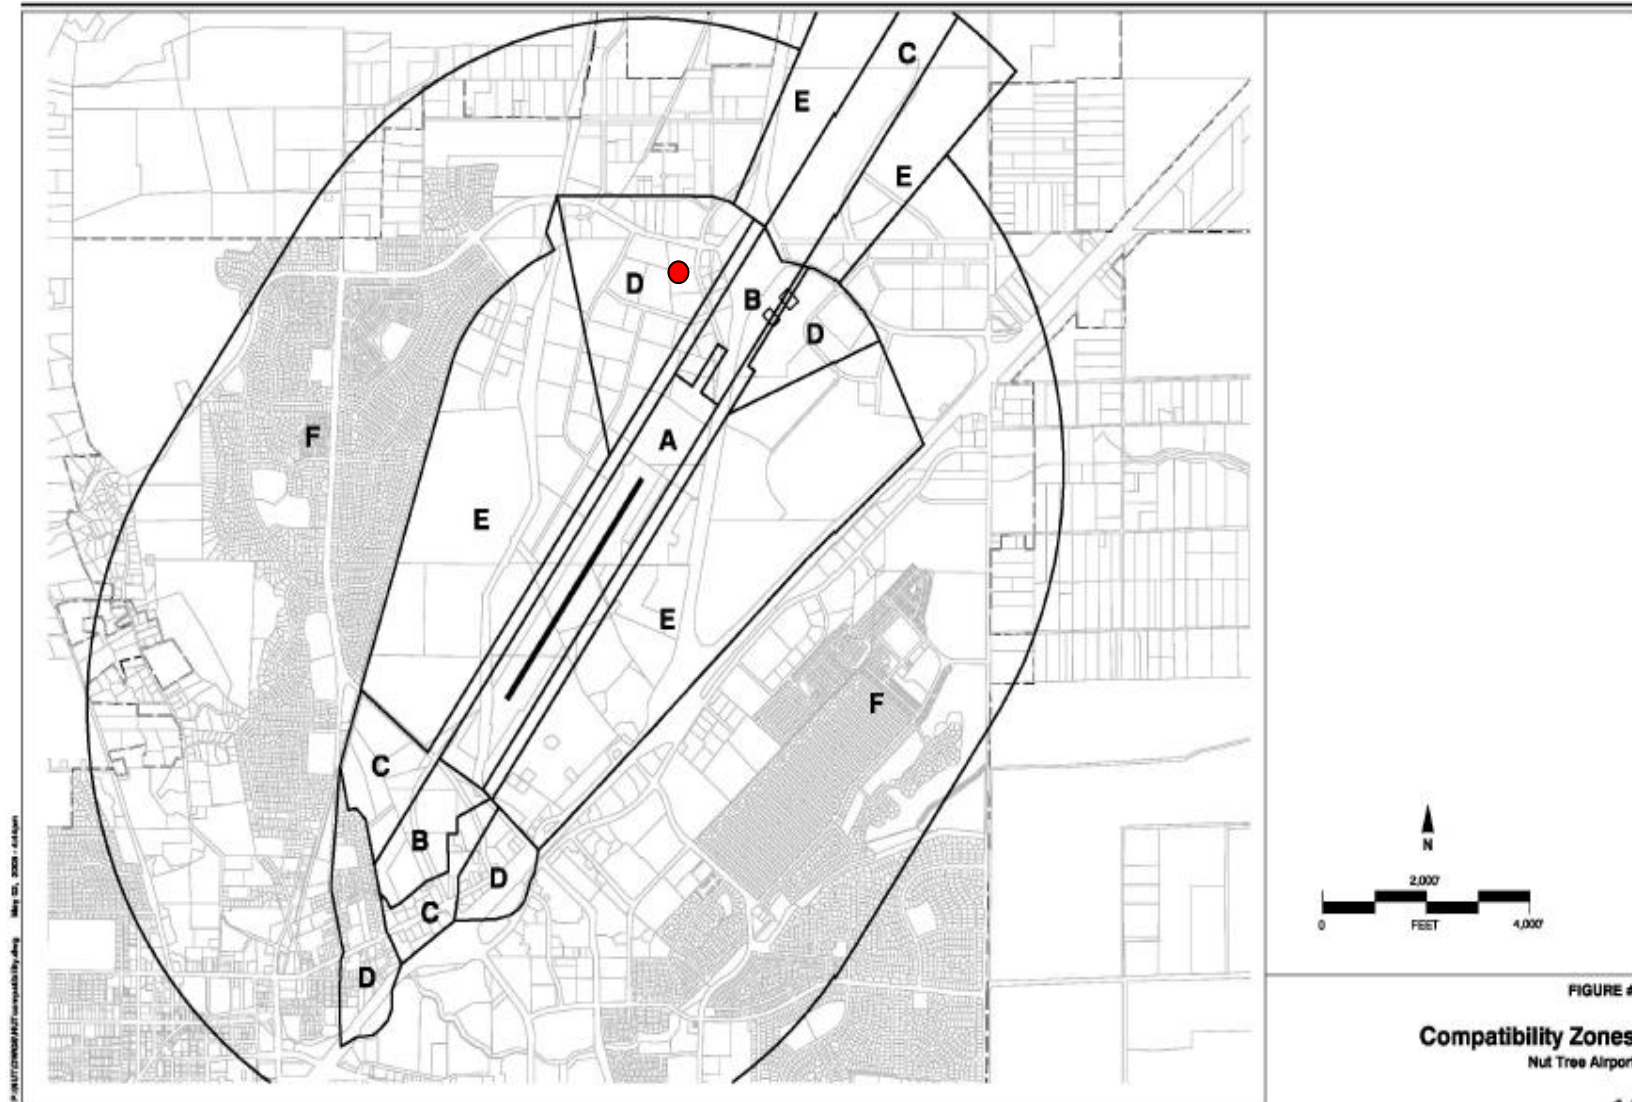 C
E
E
D
B
D
F
A
E
E
F
C
B
D
C
D
N
2,000'
0 FEET 4,000'
FIGURE
Compatibility Zones
Nut Tree Airport